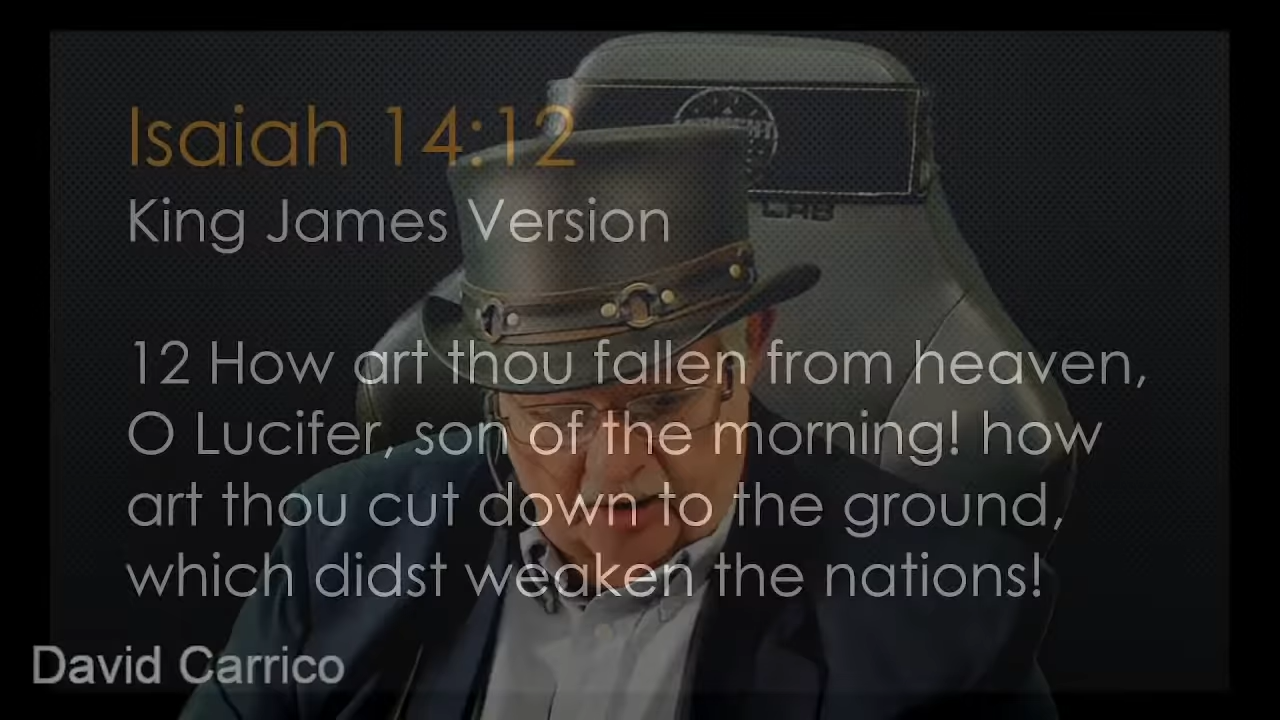 Isaiah 14:12
King James Version
12 How art thou fallen from heaven,
O Lucifer, son of the morning! how
art thou cut down to the ground,
which didst weaken the nations!
David Carrico